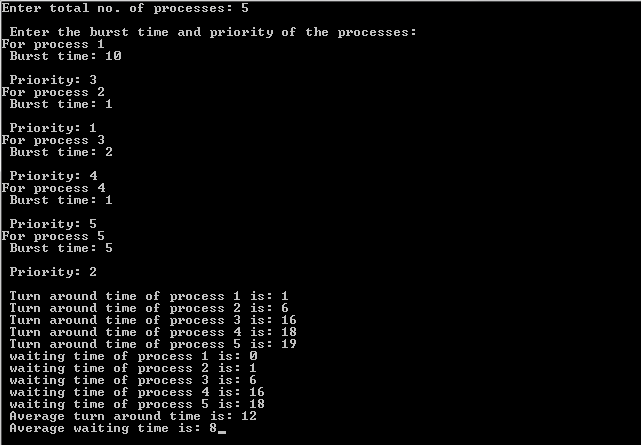 Enter total no. of processes: 5
Enter the burst time and priority of the processes:
For process 1
Burst time: 10
Priority: 3
For process 2
Burst time: 1
Priority: 1
For process 3
Burst time: 2
Priority: 4
For process 4
Burst time: 1
Priority: 5
For process 5
Burst time: 5
Priority: 2
Turn around time of process 1 is: 1
Turn around time of process 2 is: 6
Turn around time of process 3 is: 16
Turn around time of process 4 is: 18
Turn around time of process 5 is: 19
waiting time of process 1 is: 0
waiting time of process 2 is: 1
waiting time of process 3 is: 6
waiting time of process 4 is: 16
waiting time of process 5 is: 18
Average turn around time is: 12
Average waiting time is: 8_